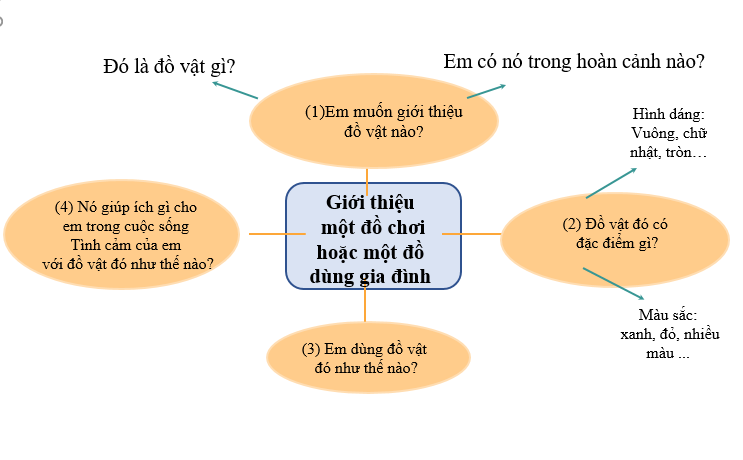 Đó là đồ vật gì?
Em có nó trong hoàn cảnh nào?
(1)Em muốn giới thiệu
đồ vật nào?
Hình dáng:
Vuông, chữ
nhật, tròn…
Giới thiệu
một đồ chơi
hoặc một đồ
dùng gia đình
(2) Đồ vật đó có
đặc điểm gì?
Màu sắc:
xanh, đỏ, nhiều
màu ...
(3) Em dùng đồ vật
đó như thế nào?
(4) Nó giúp ích gì cho
em trong cuộc sống
Tình cảm của em
với đồ vật đó như thế nào?